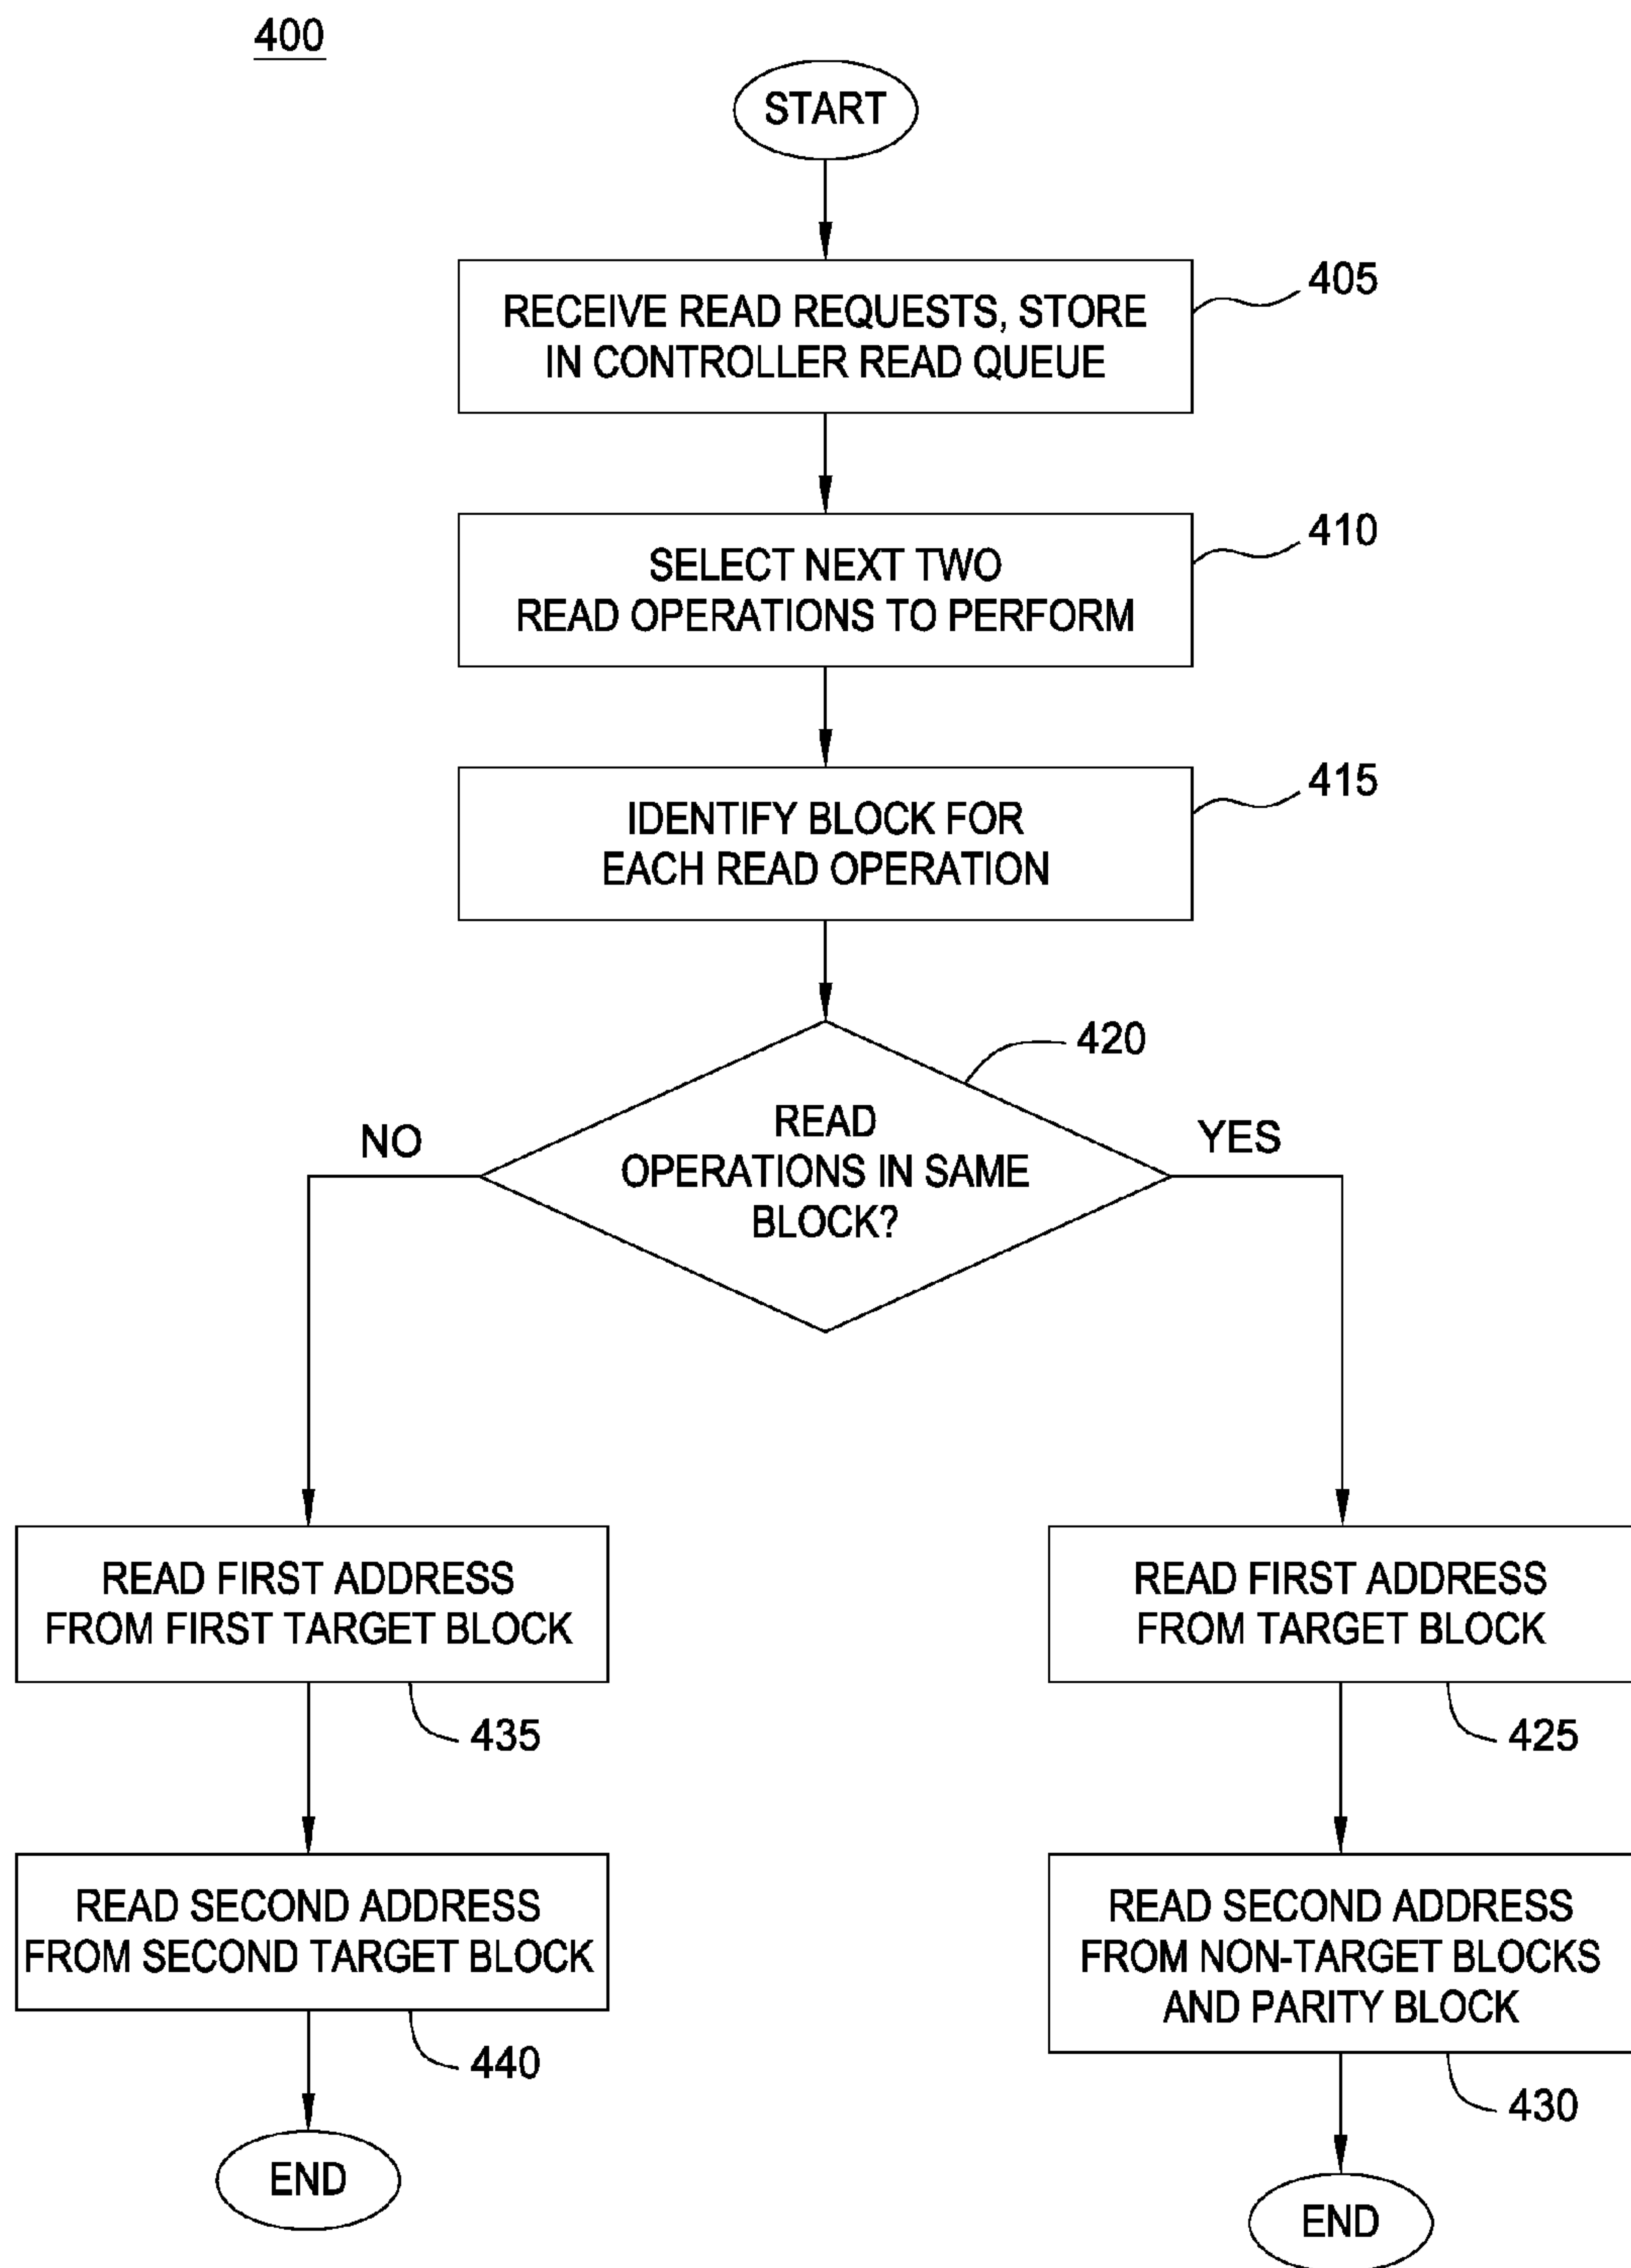 400
START
RECEIVE READ REQUESTS, STORE
IN CONTROLLER READ QUEUE
405
SELECT NEXT TWO
READ OPERATIONS TO PERFORM
410
IDENTIFY BLOCK FOR
EACH READ OPERATION
415
READ
OPERATIONS IN SAME
BLOCK?
420
NO
YES
READ FIRST ADDRESS
FROM FIRST TARGET BLOCK
435
READ SECOND ADDRESS
FROM SECOND TARGET BLOCK
440
END
READ FIRST ADDRESS
FROM TARGET BLOCK
425
READ SECOND ADDRESS
FROM NON-TARGET BLOCKS
AND PARITY BLOCK
430
END